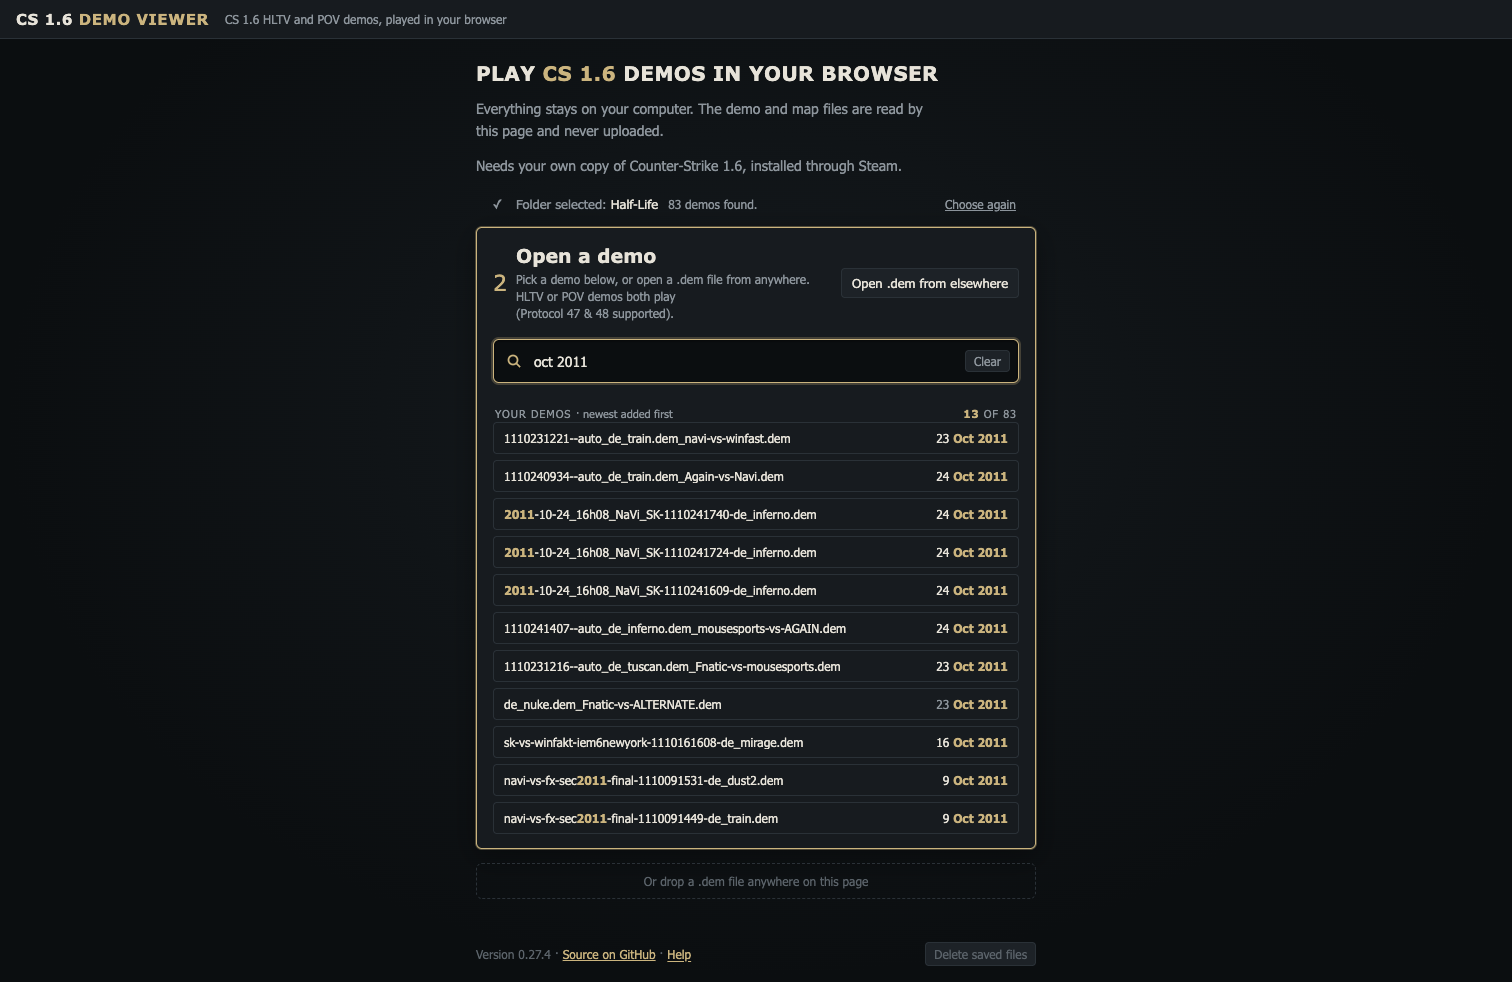 CS 1.6 DEMO VIEWER CS 1.6 HLTV and POV demos, played in your browser
PLAY CS 1.6 DEMOS IN YOUR BROWSER
Everything stays on your computer. The demo and map files are read by
this page and never uploaded.
Needs your own copy of Counter-Strike 1.6, installed through Steam.
✓ Folder selected: Half-Life 83 demos found. Choose again
Open a demo
2 Pick a demo below, or open a .dem file from anywhere.
HLTV or POV demos both play
(Protocol 47 & 48 supported).
Open .dem from elsewhere
oct 2011 Clear
YOUR DEMOS · newest added first 13 OF 83
1110231221--auto_de_train.dem_navi-vs-winfast.dem 23 Oct 2011
1110240934--auto_de_train.dem_Again-vs-Navi.dem 24 Oct 2011
2011-10-24_16h08_NaVi_SK-1110241740-de_inferno.dem 24 Oct 2011
2011-10-24_16h08_NaVi_SK-1110241724-de_inferno.dem 24 Oct 2011
2011-10-24_16h08_NaVi_SK-1110241609-de_inferno.dem 24 Oct 2011
1110241407--auto_de_inferno.dem_mousesports-vs-AGAIN.dem 24 Oct 2011
1110231216--auto_de_tuscan.dem_Fnatic-vs-mousesports.dem 23 Oct 2011
de_nuke.dem_Fnatic-vs-ALTERNATE.dem 23 Oct 2011
sk-vs-winfakt-iem6newyork-1110161608-de_mirage.dem 16 Oct 2011
navi-vs-fx-sec2011-final-1110091531-de_dust2.dem 9 Oct 2011
navi-vs-fx-sec2011-final-1110091449-de_train.dem 9 Oct 2011
Or drop a .dem file anywhere on this page
Version 0.27.4 · Source on GitHub · Help Delete saved files